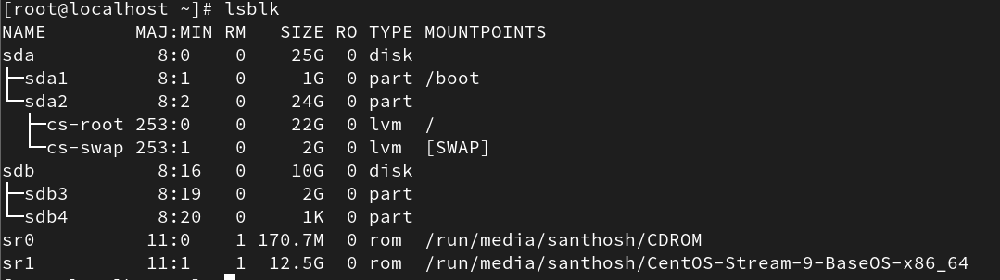 [root@localhost ~]# lsblk
NAME        MAJ:MIN RM   SIZE RO TYPE MOUNTPOINTS
sda           8:0    0    25G  0 disk
├─sda1        8:1    0     1G  0 part /boot
└─sda2        8:2    0    24G  0 part
  ├─cs-root 253:0    0    22G  0 lvm  /
  └─cs-swap 253:1    0     2G  0 lvm  [SWAP]
sdb           8:16   0    10G  0 disk
├─sdb3        8:19   0     2G  0 part
└─sdb4        8:20   0     1K  0 part
sr0          11:0    1 170.7M  0 rom  /run/media/santhosh/CDROM
sr1          11:1    1  12.5G  0 rom  /run/media/santhosh/CentOS-Stream-9-BaseOS-x86_64